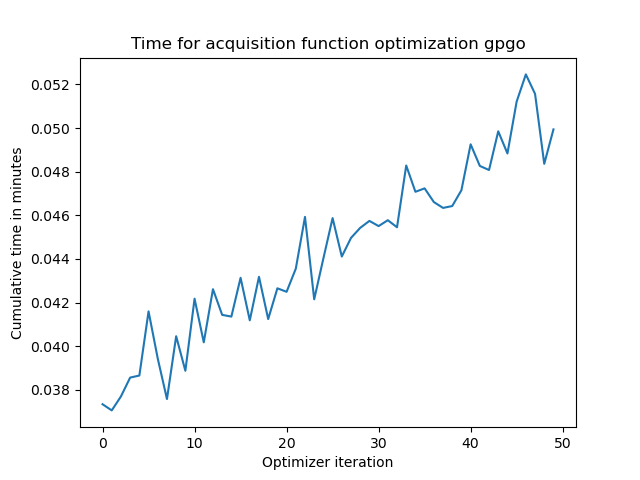 Time for acquisition function optimization gpgo
0.052
0.050
0.048
0.046
0.044
0.042
0.040
0.038
Cumulative time in minutes
0 10 20 30 40 50
Optimizer iteration